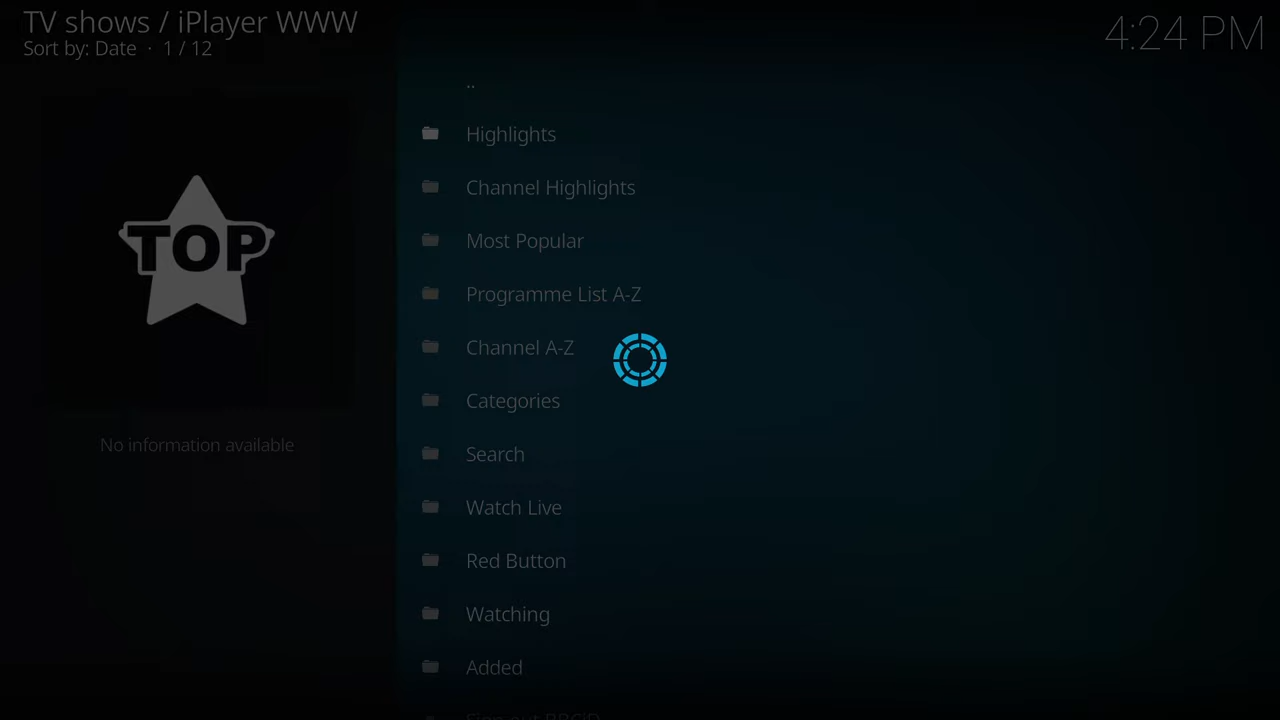 TV shows / iPlayer WWW
Sort by: Date · 1 / 12
4:24 PM
TOP
No information available
..
Highlights
Channel Highlights
Most Popular
Programme List A-Z
Channel A-Z
Categories
Search
Watch Live
Red Button
Watching
Added